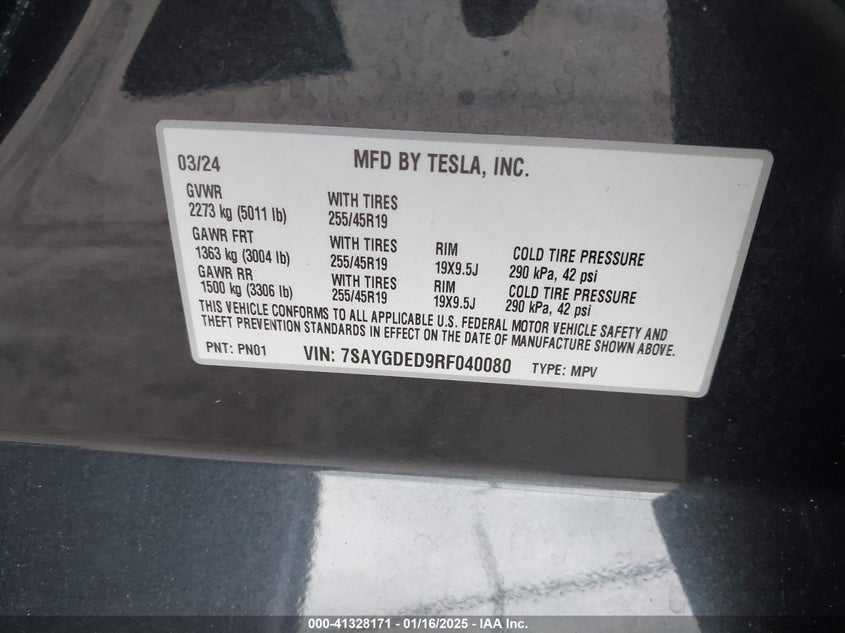 03/24 MFD BY TESLA, INC.
GVWR
2273 kg (5011 lb) WITH TIRES 255/45R19
GAWR FRT
1363 kg (3004 lb) WITH TIRES 255/45R19 RIM 19X9.5J COLD TIRE PRESSURE 290 kPa, 42 psi
GAWR RR
1500 kg (3306 lb) WITH TIRES 255/45R19 RIM 19X9.5J COLD TIRE PRESSURE 290 kPa, 42 psi
THIS VEHICLE CONFORMS TO ALL APPLICABLE U.S. FEDERAL MOTOR VEHICLE SAFETY AND
THEFT PREVENTION STANDARDS IN EFFECT ON THE DATE OF MANUFACTURE SHOWN ABOVE.
PNT: PN01 VIN: 7SAYGDED9RF040080 TYPE: MPV
000-41328171 - 01/16/2025 - IAA Inc.